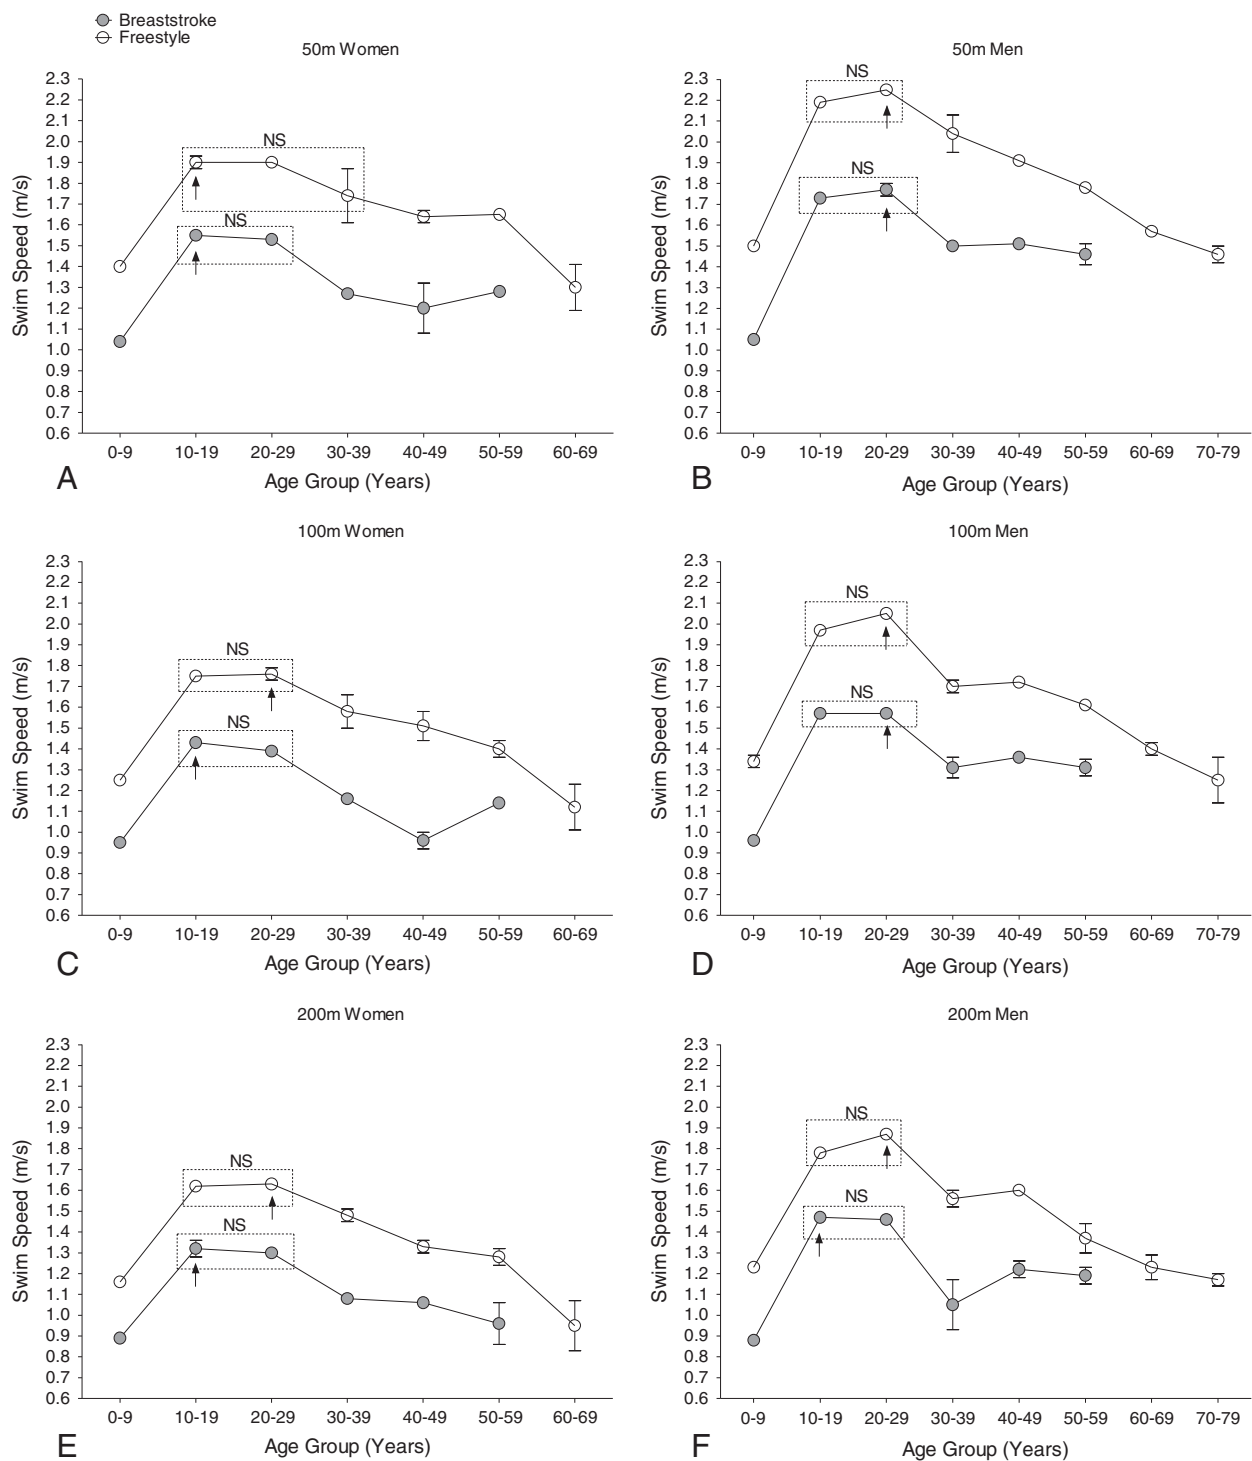 Breaststroke
Freestyle
50m Women
2.3
2.2
2.1
2.0
1.9
1.8
1.7
1.6
1.5
1.4
1.3
1.2
1.1
1.0
0.9
0.8
0.7
0.6
Swim Speed (m/s)
NS
NS
0-9 10-19 20-29 30-39 40-49 50-59 60-69
A
Age Group (Years)
50m Men
2.3
2.2
2.1
2.0
1.9
1.8
1.7
1.6
1.5
1.4
1.3
1.2
1.1
1.0
0.9
0.8
0.7
0.6
Swim Speed (m/s)
NS
NS
0-9 10-19 20-29 30-39 40-49 50-59 60-69 70-79
B
Age Group (Years)
100m Women
2.3
2.2
2.1
2.0
1.9
1.8
1.7
1.6
1.5
1.4
1.3
1.2
1.1
1.0
0.9
0.8
0.7
0.6
Swim Speed (m/s)
NS
NS
0-9 10-19 20-29 30-39 40-49 50-59 60-69
C
Age Group (Years)
100m Men
2.3
2.2
2.1
2.0
1.9
1.8
1.7
1.6
1.5
1.4
1.3
1.2
1.1
1.0
0.9
0.8
0.7
0.6
Swim Speed (m/s)
NS
NS
0-9 10-19 20-29 30-39 40-49 50-59 60-69 70-79
D
Age Group (Years)
200m Women
2.3
2.2
2.1
2.0
1.9
1.8
1.7
1.6
1.5
1.4
1.3
1.2
1.1
1.0
0.9
0.8
0.7
0.6
Swim Speed (m/s)
NS
NS
0-9 10-19 20-29 30-39 40-49 50-59 60-69
E
Age Group (Years)
200m Men
2.3
2.2
2.1
2.0
1.9
1.8
1.7
1.6
1.5
1.4
1.3
1.2
1.1
1.0
0.9
0.8
0.7
0.6
Swim Speed (m/s)
NS
NS
0-9 10-19 20-29 30-39 40-49 50-59 60-69 70-79
F
Age Group (Years)